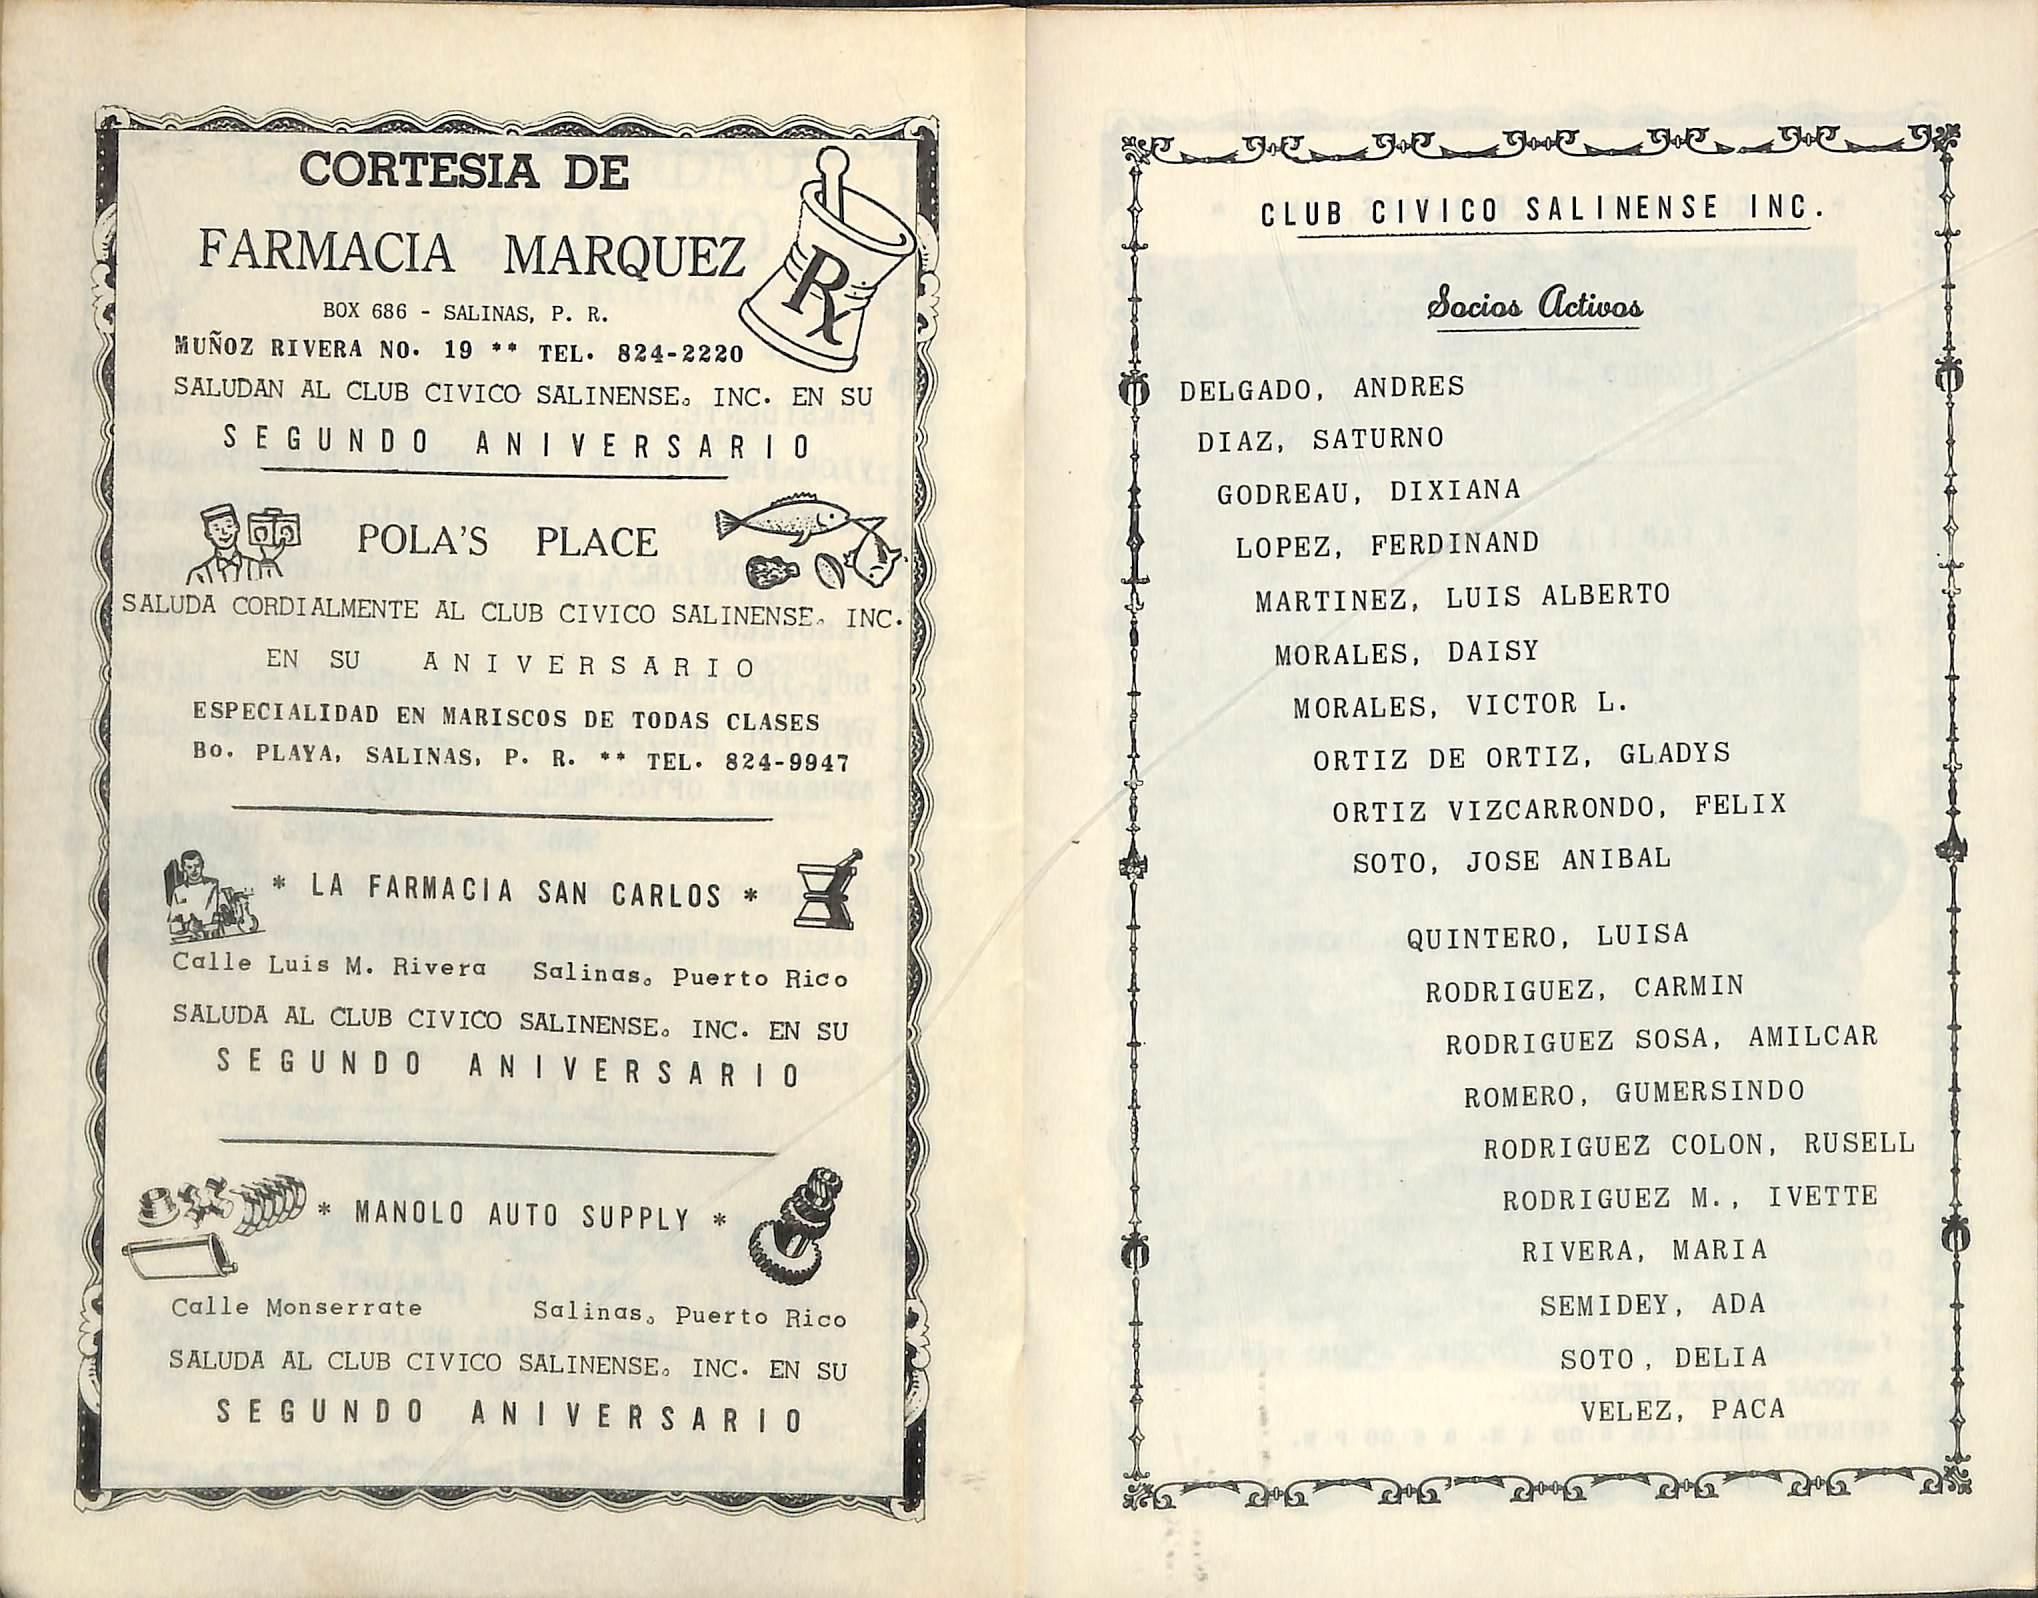 CORTESIA DE
FARMACIA MARQUEZ
Rx
BOX 686 - SALINAS, P. R.
MUÑOZ RIVERA NO. 19 ** TEL. 824-2220
SALUDAN AL CLUB CIVICO SALINENSE, INC. EN SU
SEGUNDO ANIVERSARIO
POLA'S PLACE
SALUDA CORDIALMENTE AL CLUB CIVICO SALINENSE, INC.
EN SU ANIVERSARIO
ESPECIALIDAD EN MARISCOS DE TODAS CLASES
BO. PLAYA, SALINAS, P. R. ** TEL. 824-9947
* LA FARMACIA SAN CARLOS *
Calle Luis M. Rivera Salinas, Puerto Rico
SALUDA AL CLUB CIVICO SALINENSE, INC. EN SU
SEGUNDO ANIVERSARIO
* MANOLO AUTO SUPPLY *
Calle Monserrate Salinas, Puerto Rico
SALUDA AL CLUB CIVICO SALINENSE, INC. EN SU
SEGUNDO ANIVERSARIO
CLUB CIVICO SALINENSE INC.
Socios Activos
DELGADO, ANDRES
DIAZ, SATURNO
GODREAU, DIXIANA
LOPEZ, FERDINAND
MARTINEZ, LUIS ALBERTO
MORALES, DAISY
MORALES, VICTOR L.
ORTIZ DE ORTIZ, GLADYS
ORTIZ VIZCARRONDO, FELIX
SOTO, JOSE ANIBAL
QUINTERO, LUISA
RODRIGUEZ, CARMIN
RODRIGUEZ SOSA, AMILCAR
ROMERO, GUMERSINDO
RODRIGUEZ COLON, RUSELL
RODRIGUEZ M., IVETTE
RIVERA, MARIA
SEMIDEY, ADA
SOTO, DELIA
VELEZ, PACA